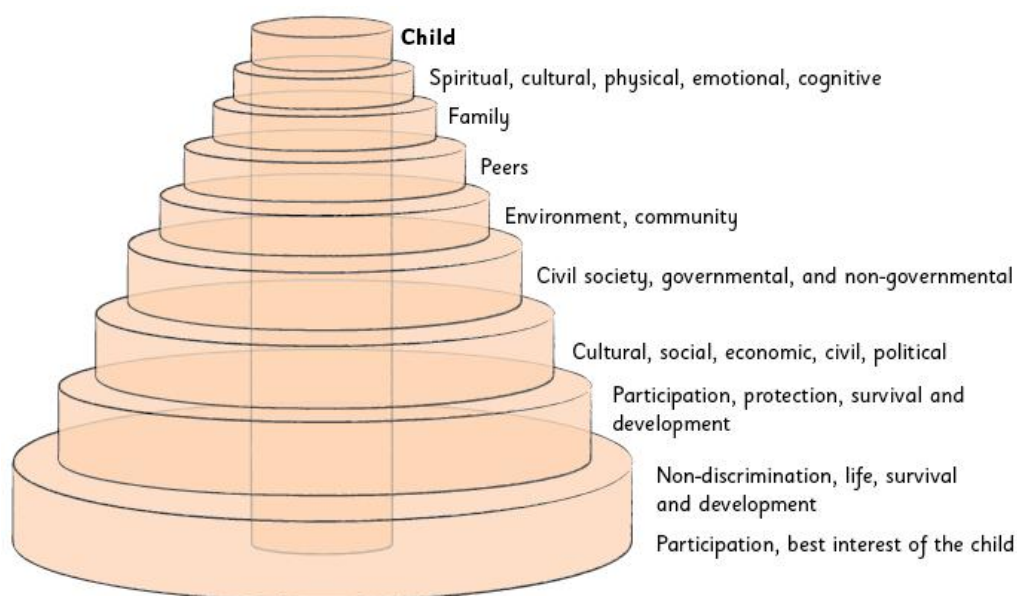 Child
Spiritual, cultural, physical, emotional, cognitive
Family
Peers
Environment, community
Civil society, governmental, and non-governmental
Cultural, social, economic, civil, political
Participation, protection, survival and
development
Non-discrimination, life, survival
and development
Participation, best interest of the child